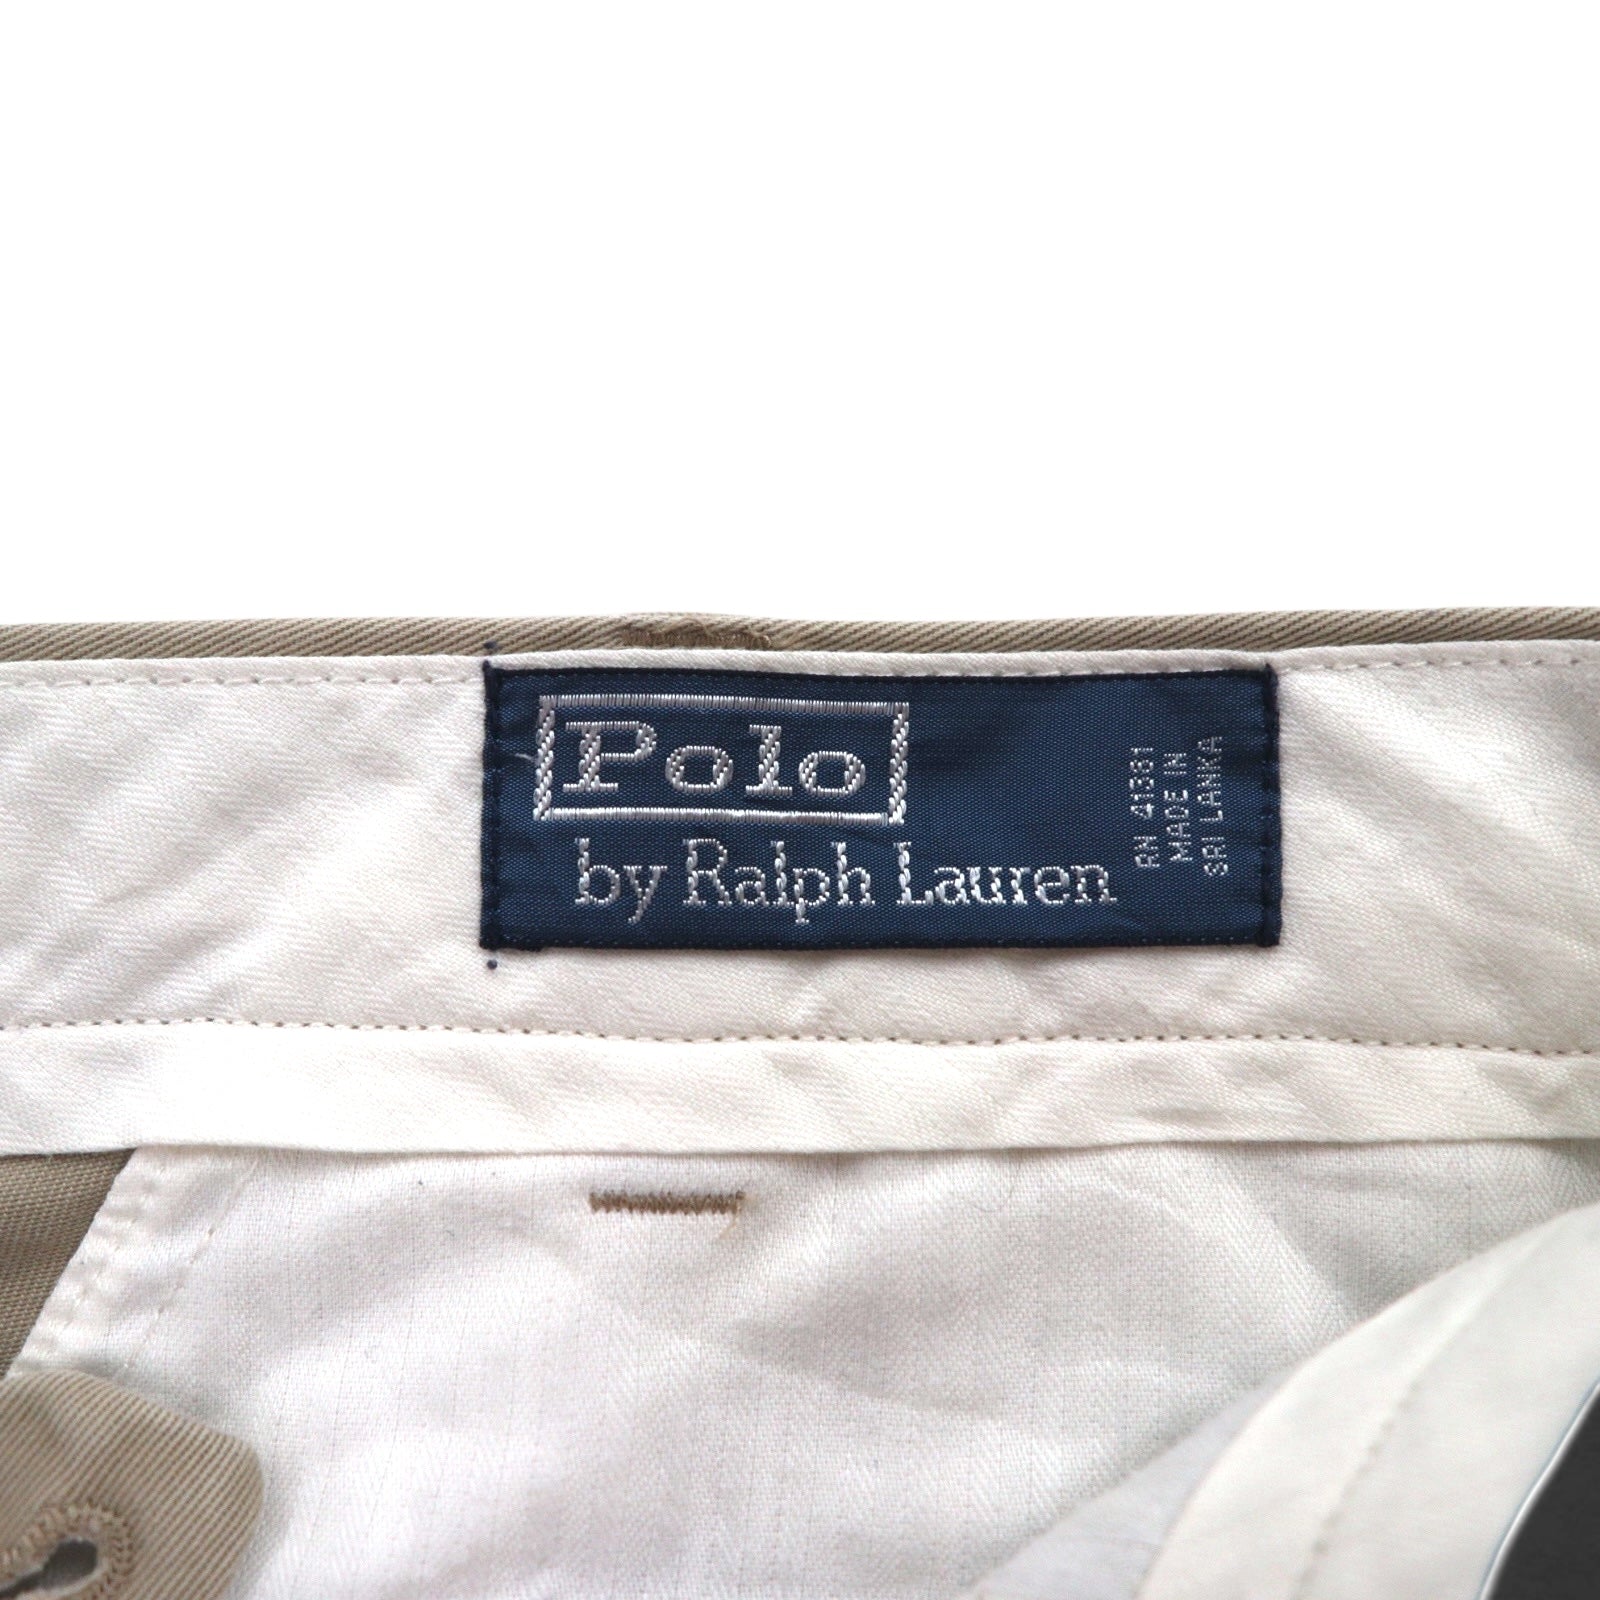 Polo
by Ralph Lauren
RN 41381
MADE IN
SRI LANKA